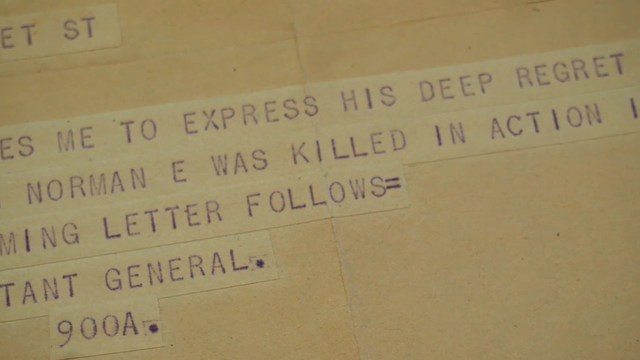 ET ST
ES ME TO EXPRESS HIS DEEP REGRET
NORMAN E WAS KILLED IN ACTION I
MING LETTER FOLLOWS=
TANT GENERAL.
900A.